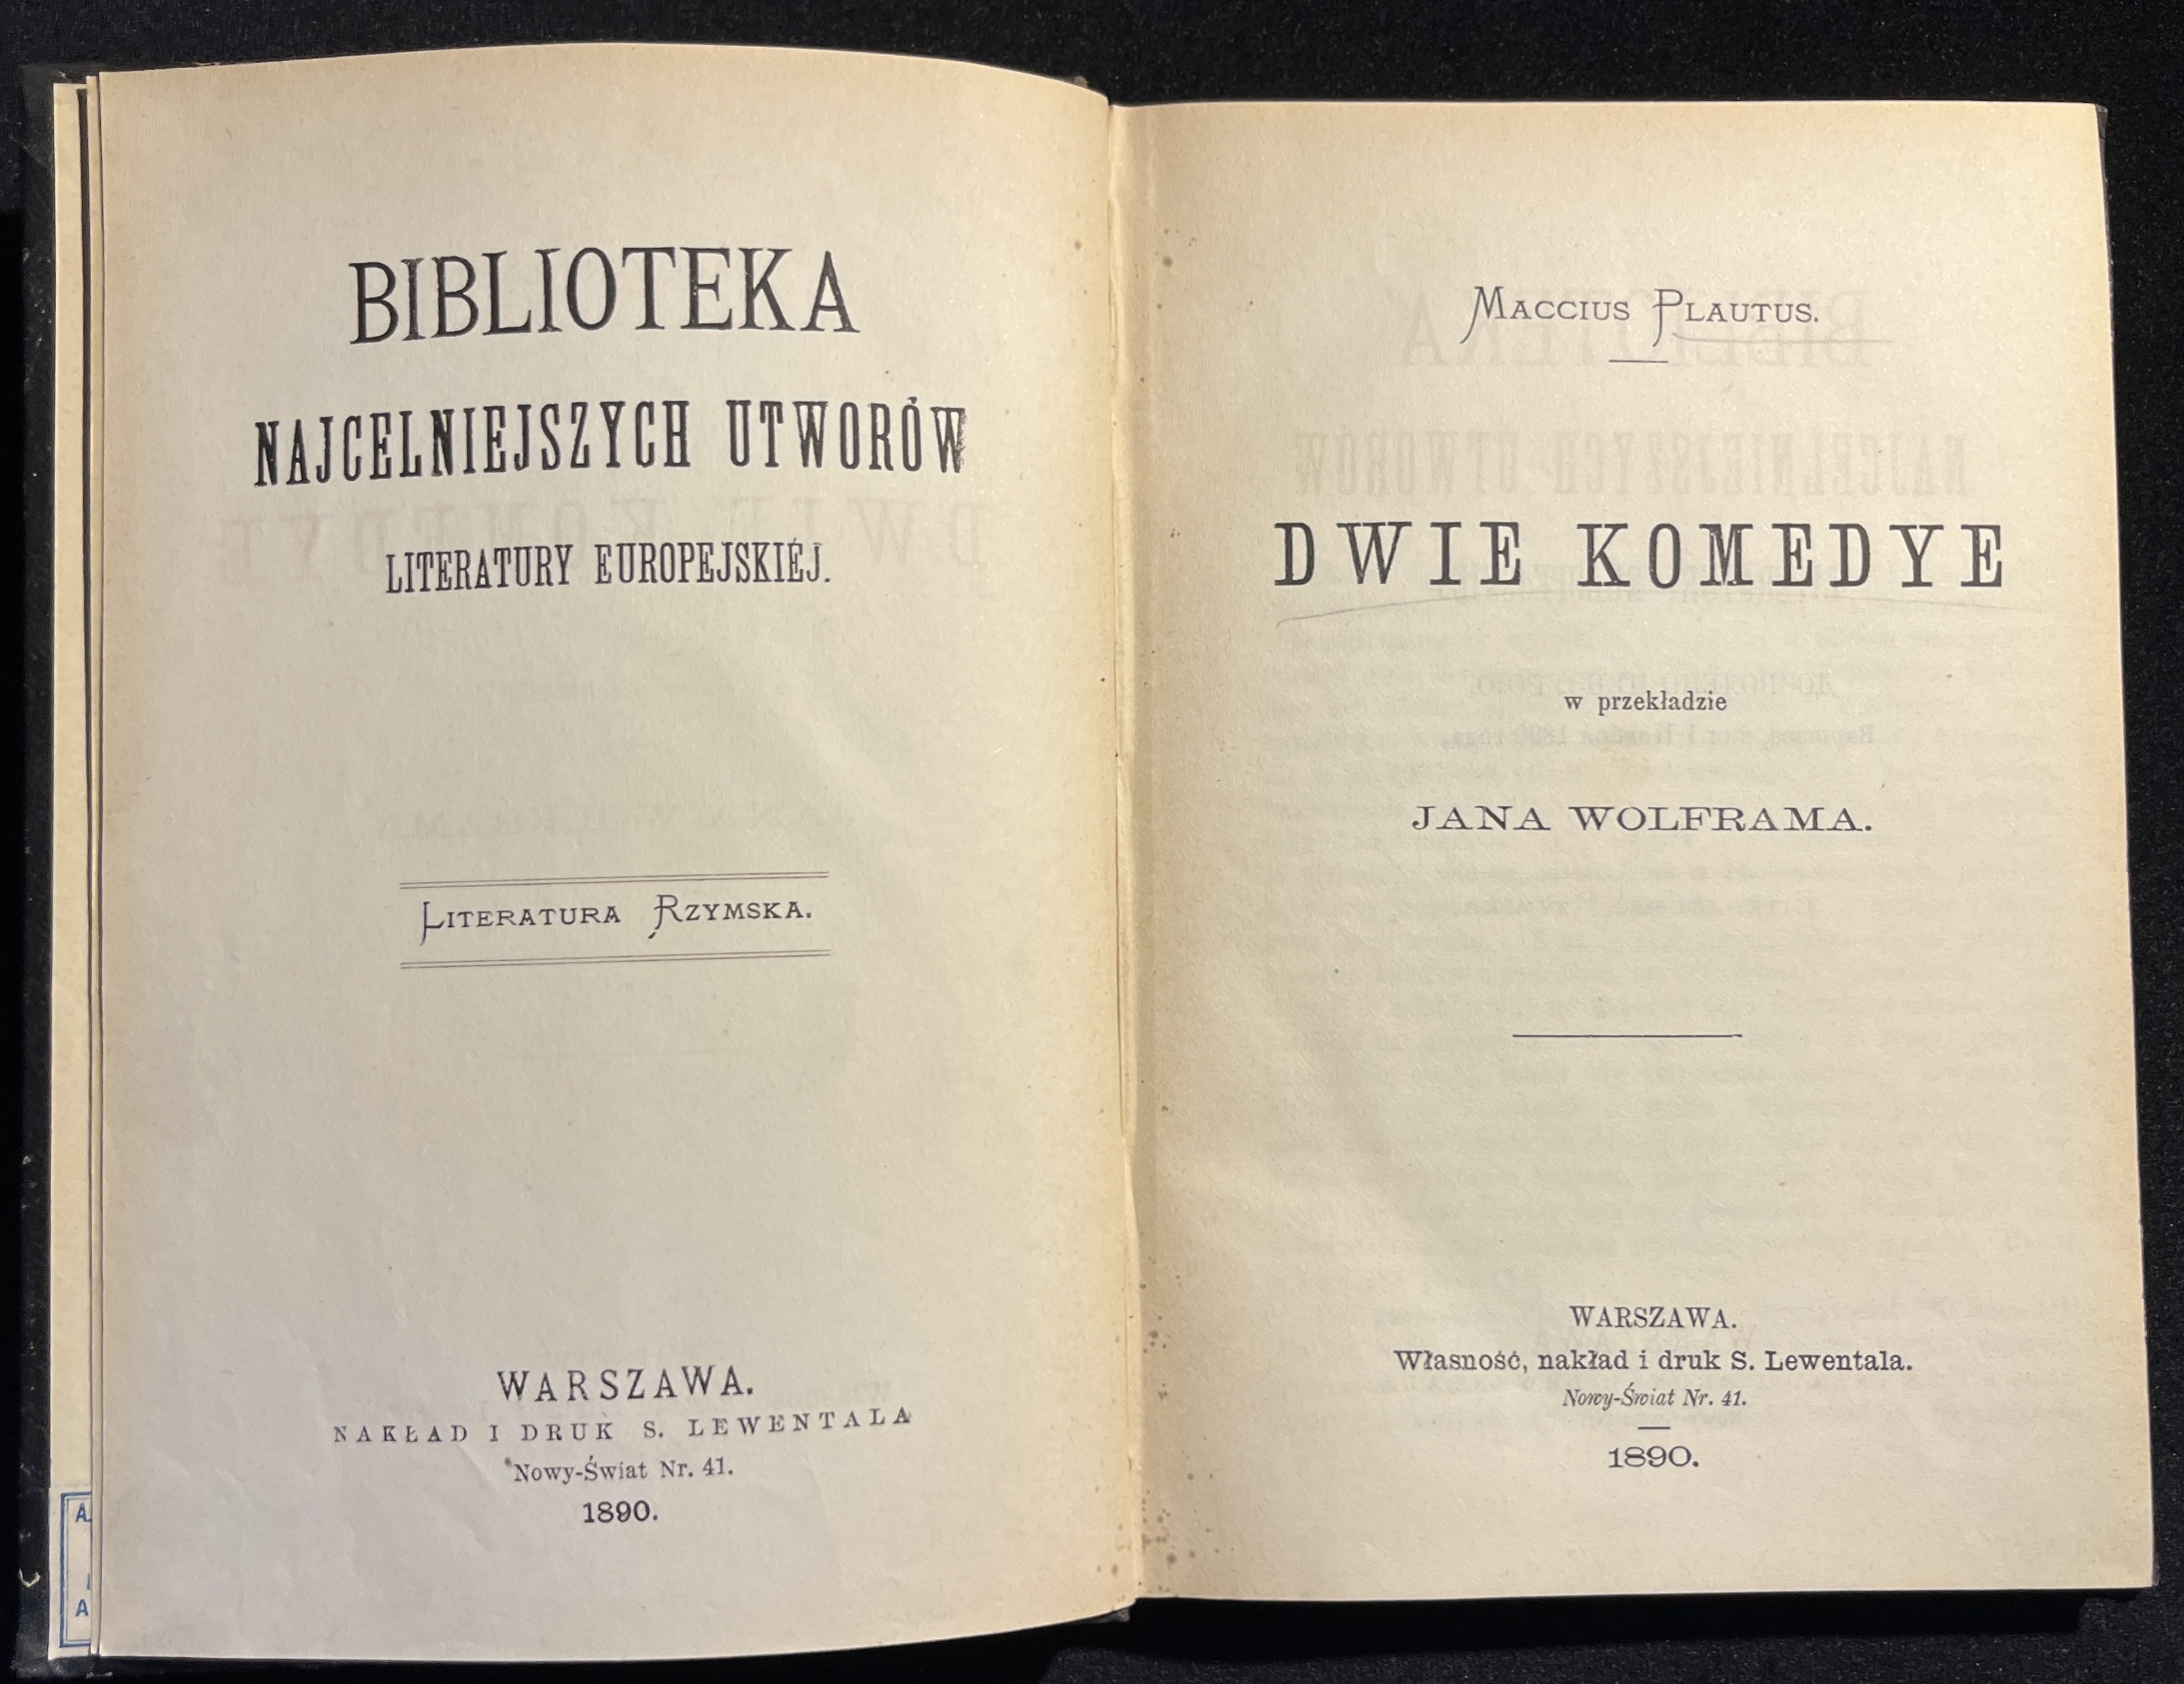 BIBLIOTEKA
NAJCELNIEJSZYCH UTWORÓW
LITERATURY EUROPEJSKIÉJ.
LITERATURA RZYMSKA.
WARSZAWA.
NAKŁAD I DRUK S. LEWENTALA
Nowy-Świat Nr. 41.
1890.
MACCIUS PLAUTUS.
DWIE KOMEDYE
w przekładzie
JANA WOLFRAMA.
WARSZAWA.
Własność, nakład i druk S. Lewentala.
Nowy-Świat Nr. 41.
1890.